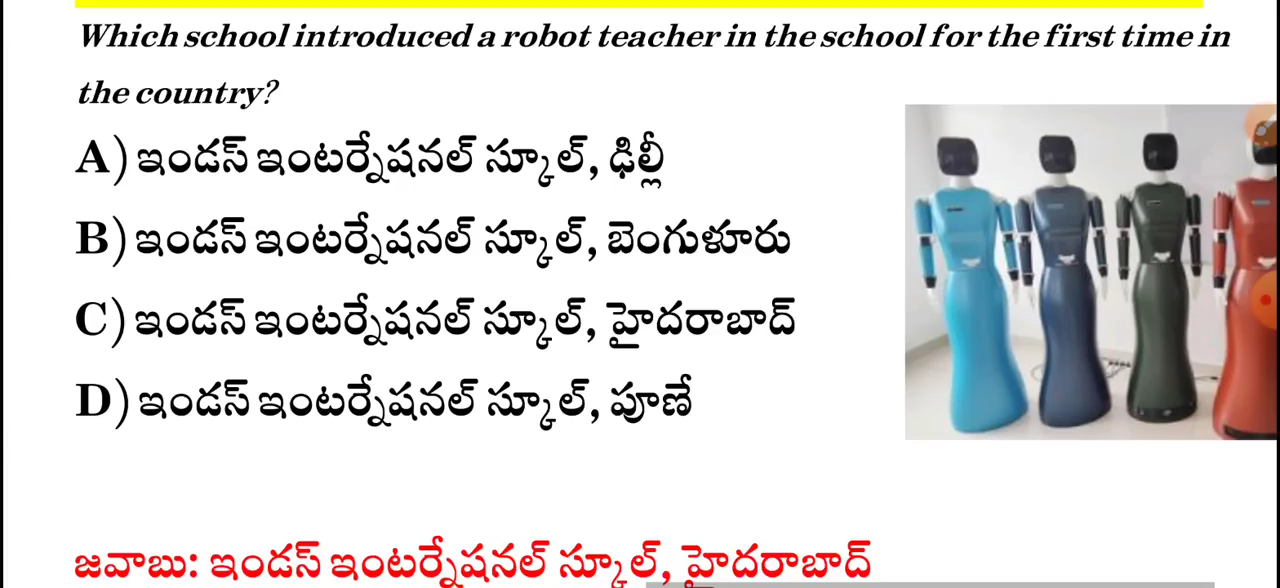 Which school introduced a robot teacher in the school for the first time in
the country?
A) ఇండస్ ఇంటర్నేషనల్ స్కూల్, ఢిల్లీ
B) ఇండస్ ఇంటర్నేషనల్ స్కూల్, బెంగుళూరు
C) ఇండస్ ఇంటర్నేషనల్ స్కూల్, హైదరాబాద్
D) ఇండస్ ఇంటర్నేషనల్ స్కూల్, పూణే
జవాబు: ఇండస్ ఇంటర్నేషనల్ స్కూల్, హైదరాబాద్